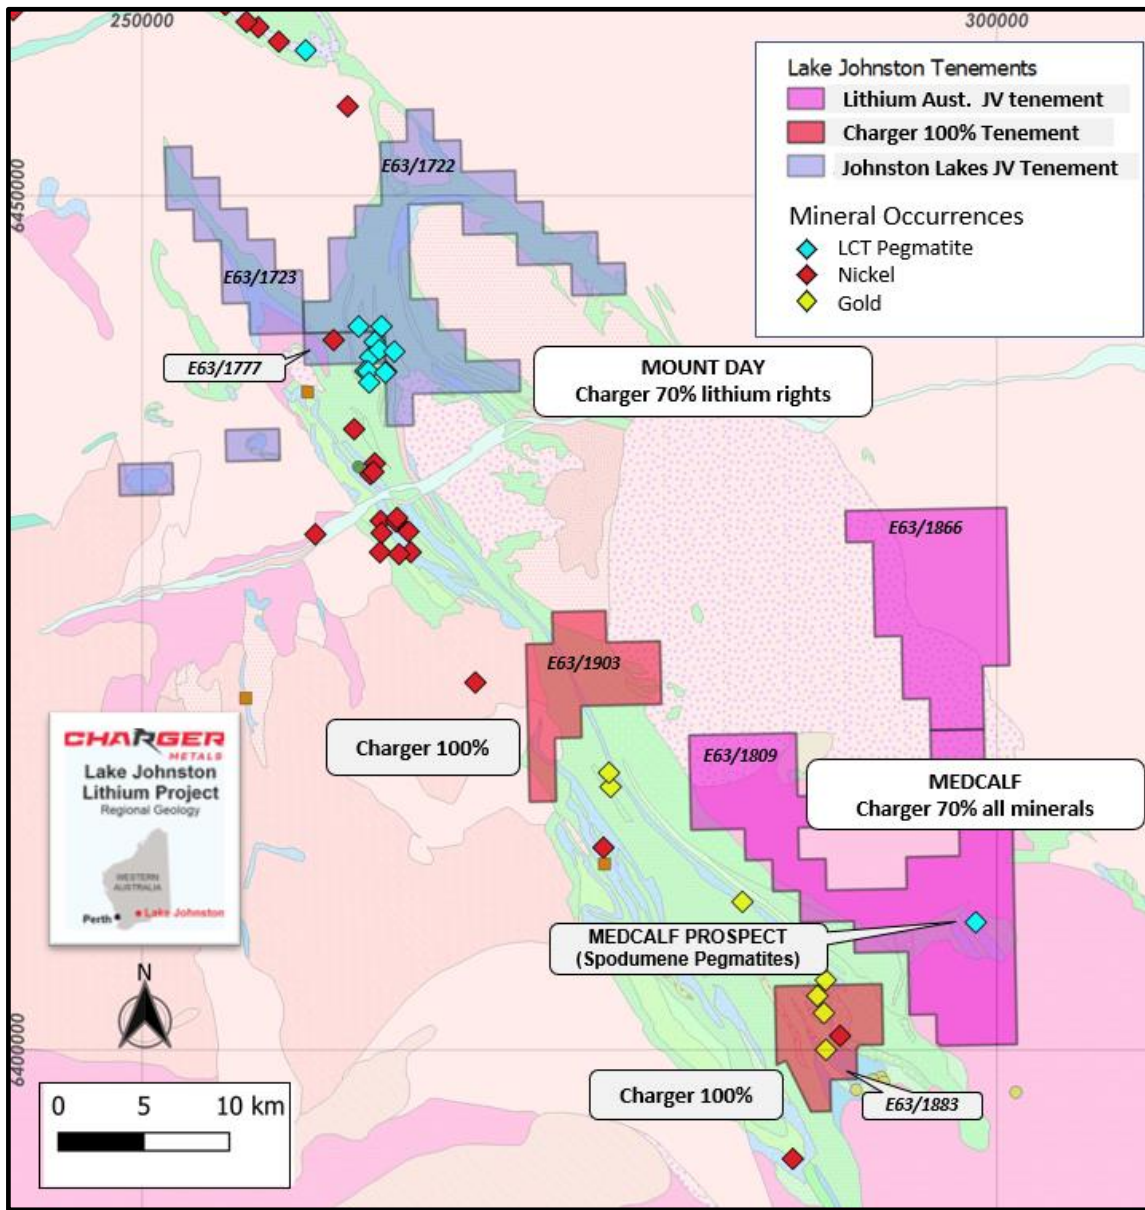 250000
300000
Lake Johnston Tenements
Lithium Aust. JV tenement
Charger 100% Tenement
Johnston Lakes JV Tenement
Mineral Occurrences
LCT Pegmatite
Nickel
Gold
6450000
E63/1722
E63/1723
E63/1777
MOUNT DAY
Charger 70% lithium rights
E63/1866
E63/1903
Charger 100%
E63/1809
MEDCALF
Charger 70% all minerals
CHARGER
METALS
Lake Johnston
Lithium Project
Regional Geology
WESTERN
AUSTRALIA
Perth
Lake Johnston
MEDCALF PROSPECT
(Spodumene Pegmatites)
N
6400000
Charger 100%
E63/1883
0 5 10 km